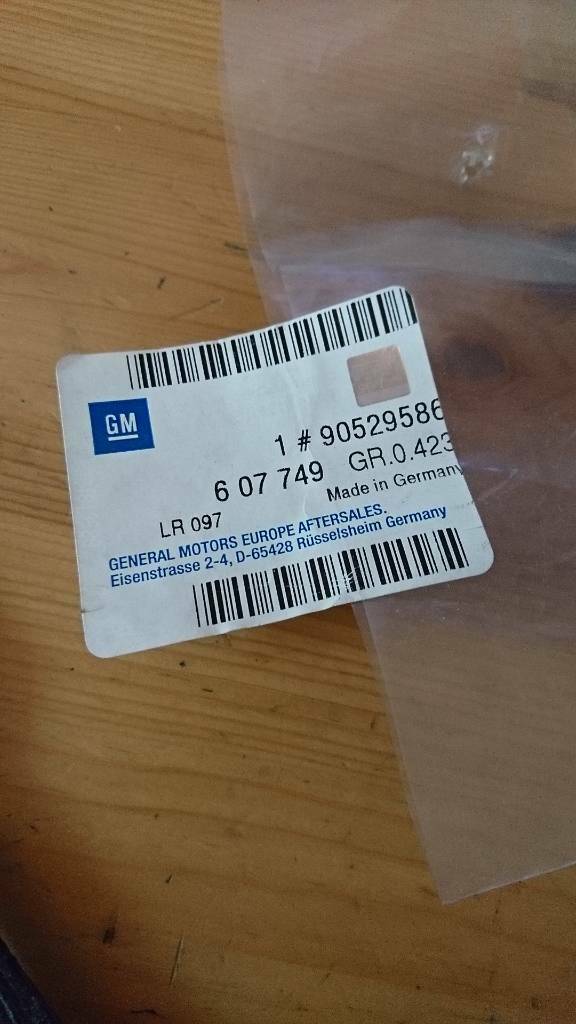 GM
1 # 90529586
6 07 749 GR.0.423
Made in Germany
LR 097
GENERAL MOTORS EUROPE AFTERSALES.
Eisenstrasse 2-4, D-65428 Rüsselsheim Germany